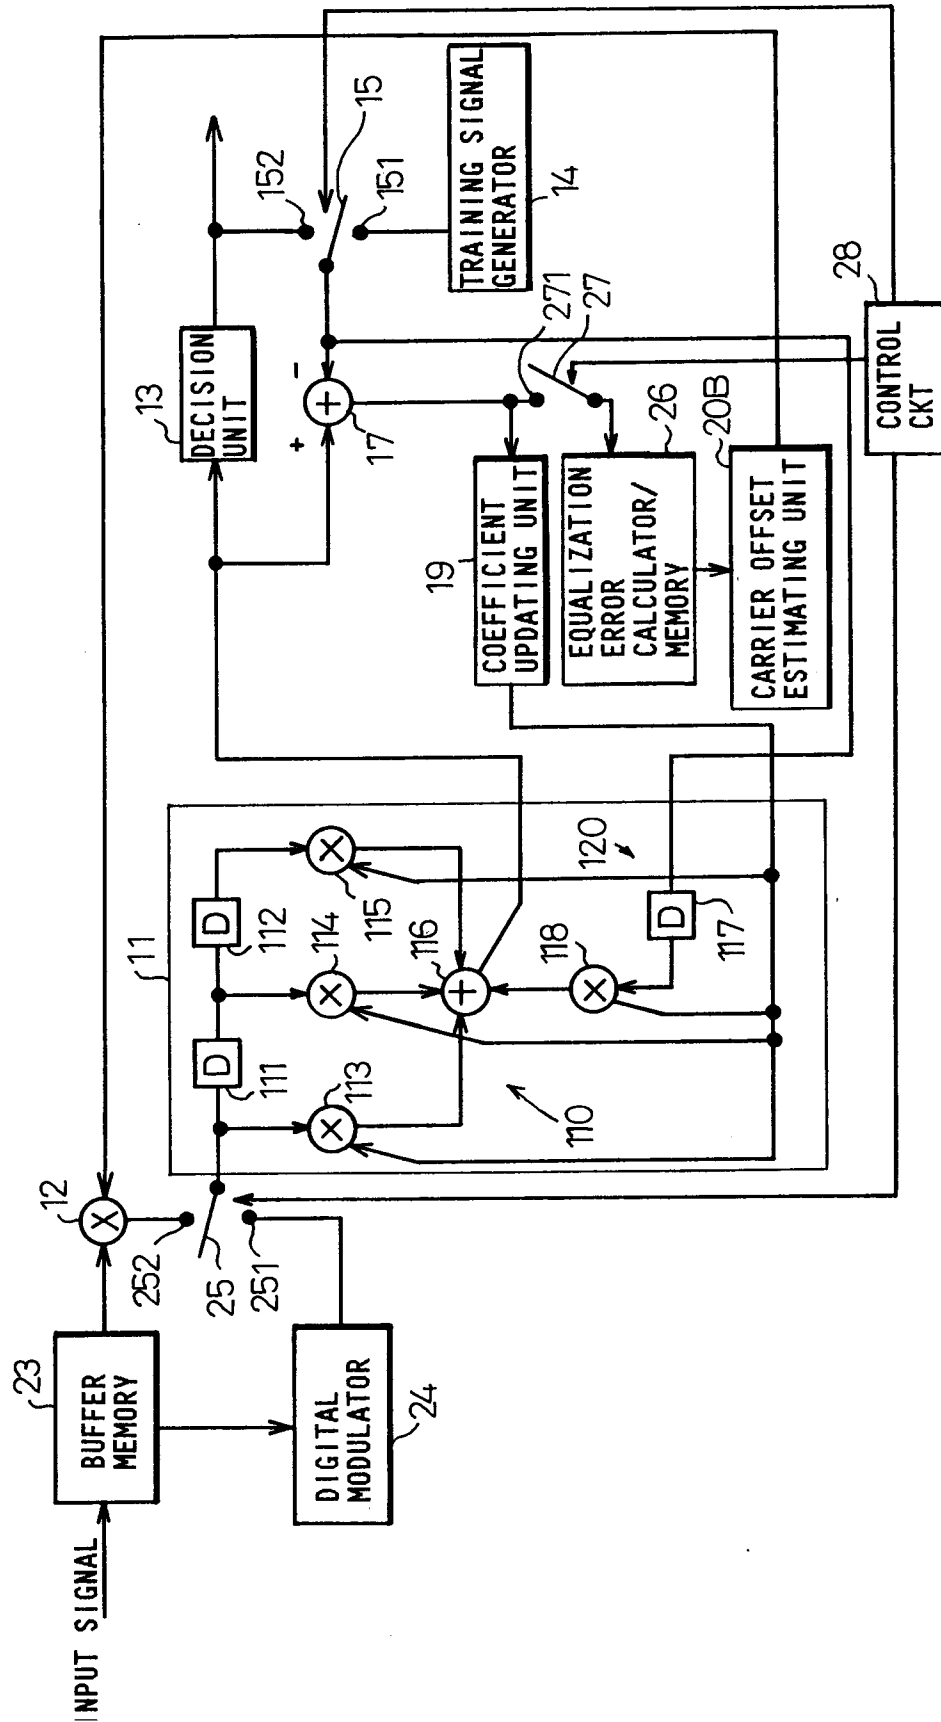 INPUT SIGNAL
23
BUFFER
MEMORY
12
252
25
251
DIGITAL
MODULATOR
24
11
D
111
D
112
113
114
115
116
110
118
D
117
120
13
DECISION
UNIT
+
-
17
152
15
151
TRAINING SIGNAL
GENERATOR
14
19
COEFFICIENT
UPDATING UNIT
271
27
EQUALIZATION
ERROR
CALCULATOR/
MEMORY
26
20B
CARRIER OFFSET
ESTIMATING UNIT
28
CONTROL
CKT